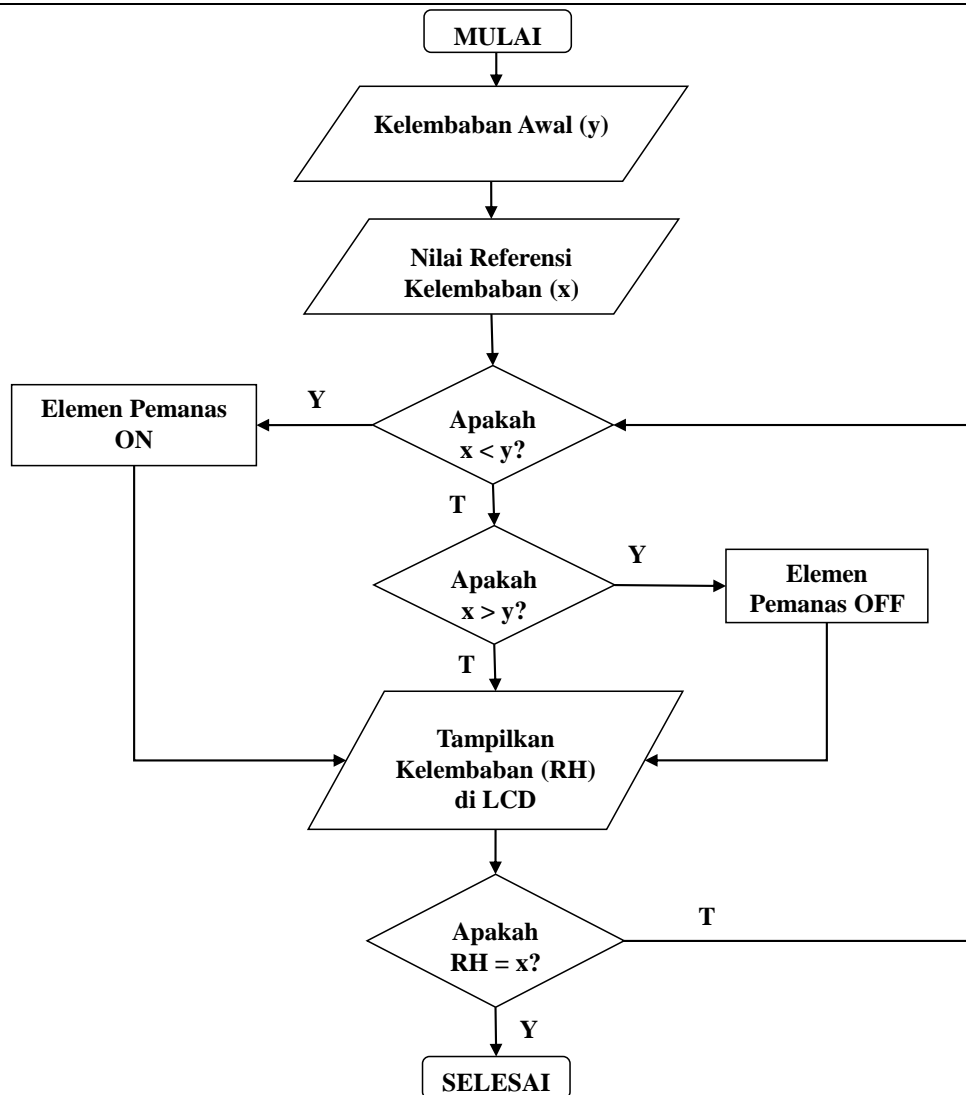 MULAI
Kelembaban Awal (y)
Nilai Referensi
Kelembaban (x)
Y
Elemen Pemanas
ON
Apakah
x < y?
T
Y
Apakah
x > y?
Elemen
Pemanas OFF
T
Tampilkan
Kelembaban (RH)
di LCD
T
Apakah
RH = x?
Y
SELESAI